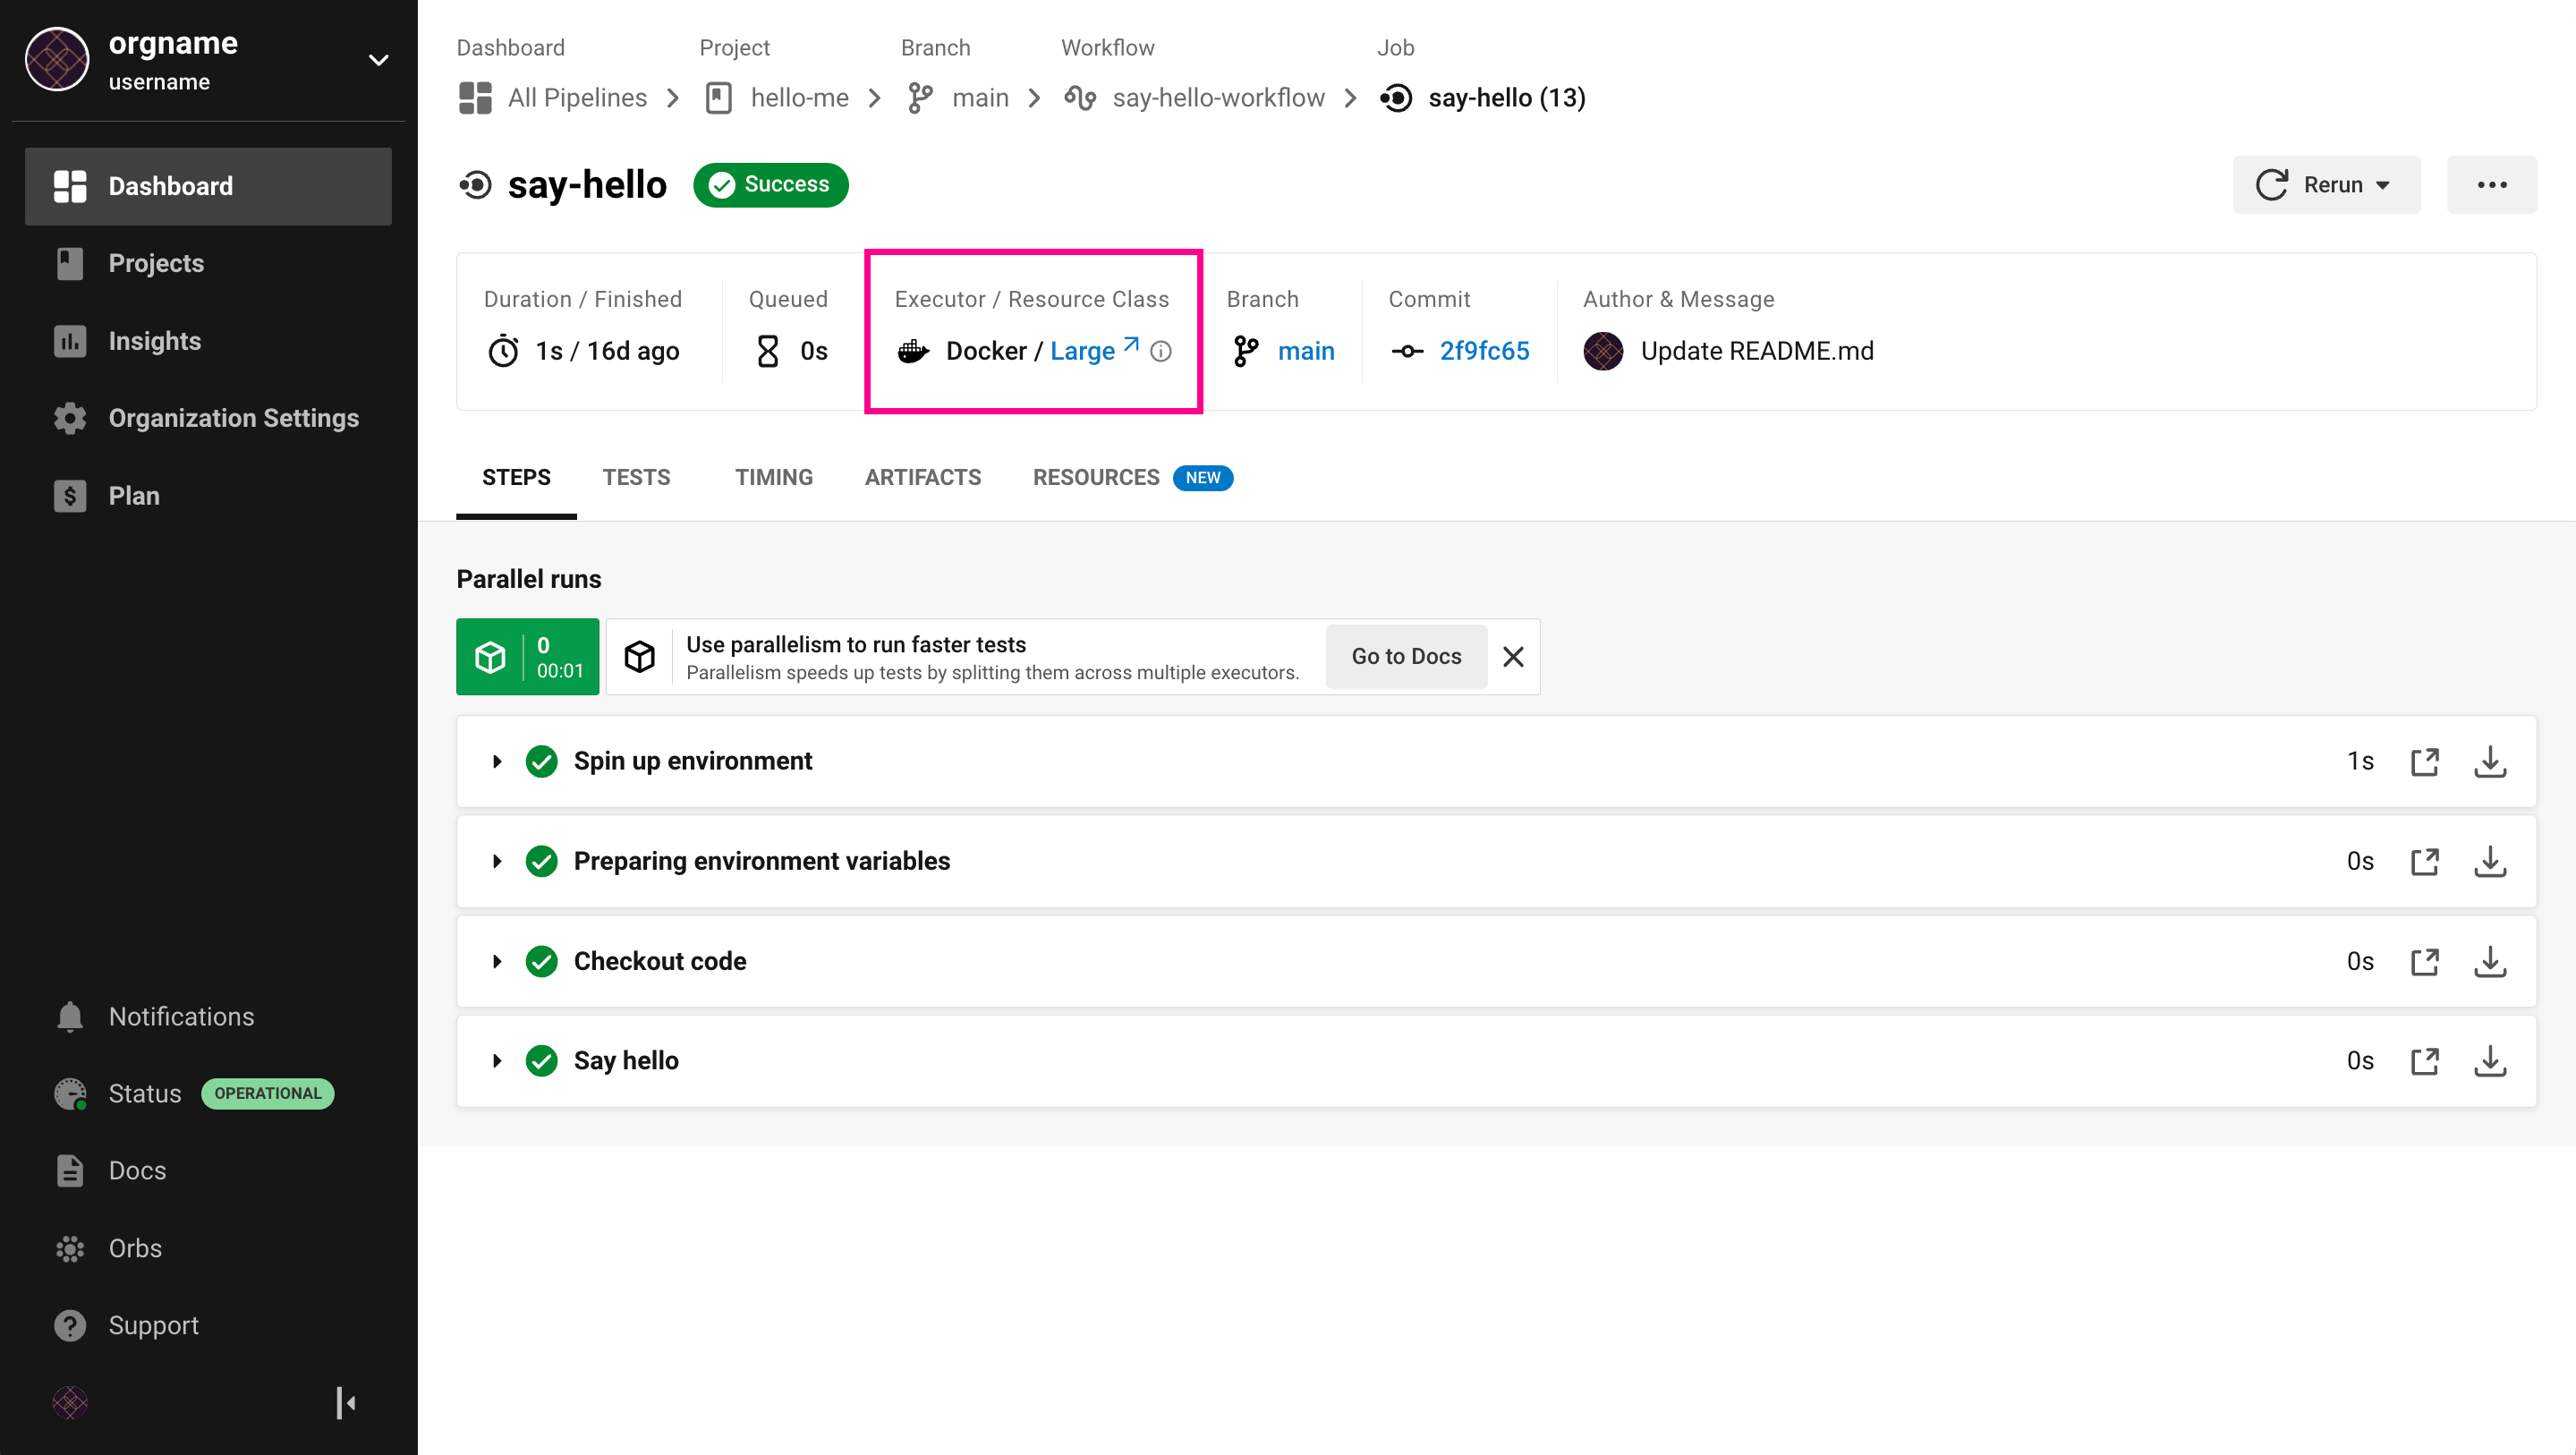 orgname
username
Dashboard
Projects
Insights
Organization Settings
Plan
Notifications
Status OPERATIONAL
Docs
Orbs
Support
Dashboard Project Branch Workflow Job
All Pipelines hello-me main say-hello-workflow say-hello (13)
say-hello Success Rerun
Duration / Finished Queued Executor / Resource Class Branch Commit Author & Message
1s / 16d ago 0s Docker / Large main 2f9fc65 Update README.md
STEPS TESTS TIMING ARTIFACTS RESOURCES NEW
Parallel runs
0
00:01
Use parallelism to run faster tests
Parallelism speeds up tests by splitting them across multiple executors.
Go to Docs
Spin up environment 1s
Preparing environment variables 0s
Checkout code 0s
Say hello 0s